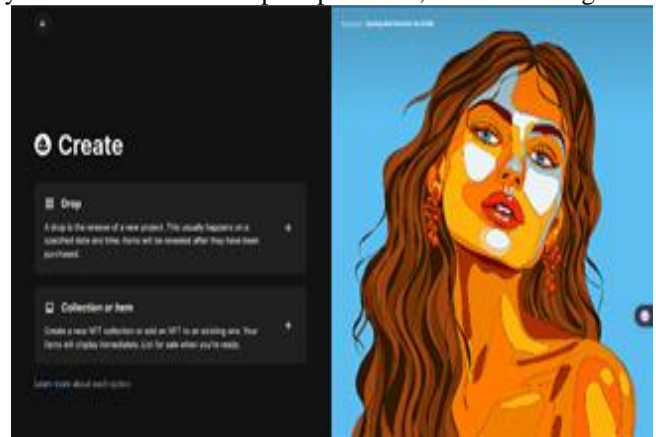 Create
Drop
A drop is the release of a new project. This usually happens on a
specified date and time. Items will be revealed after they have been
purchased.
Collection or Item
Create a new NFT collection or add an NFT to an existing one. Your
items will display immediately. List for sale when you're ready.
Learn more about each option